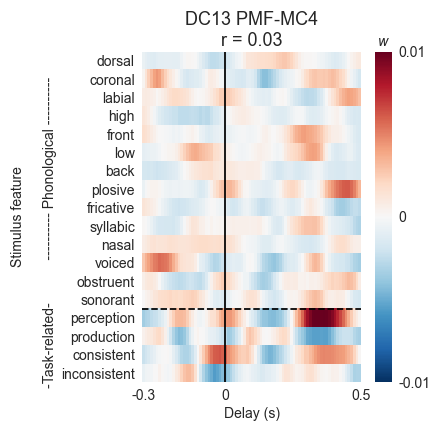 DC13 PMF-MC4
r = 0.03
w
dorsal
coronal
labial
high
front
low
back
plosive
fricative
syllabic
nasal
voiced
obstruent
sonorant
perception
production
consistent
inconsistent
Stimulus feature
---------- Phonological ----------
-Task-related-
-0.3
0
0.5
Delay (s)
0.01
0
-0.01